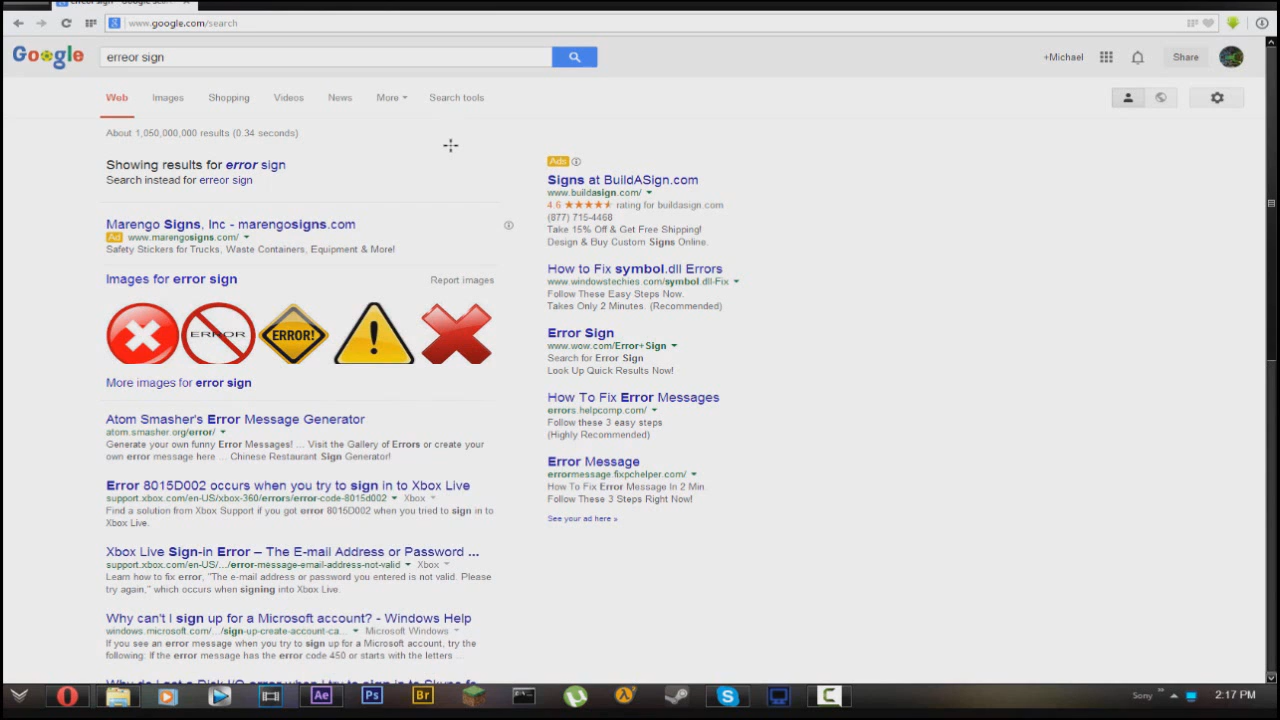 www.google.com/search
Google
erreor sign
+Michael
Share
Web
Images
Shopping
Videos
News
More
Search tools
About 1,050,000,000 results (0.34 seconds)
Showing results for error sign
Search instead for erreor sign
Marengo Signs, Inc - marengosigns.com
Ad www.marengosigns.com/
Safety Stickers for Trucks, Waste Containers, Equipment & More!
Images for error sign
Report images
ERROR
ERROR!
More images for error sign
Atom Smasher's Error Message Generator
atom.smasher.org/error/
Generate your own funny Error Messages! ... Visit the Gallery of Errors or create your
own error message here ... Chinese Restaurant Sign Generator!
Error 8015D002 occurs when you try to sign in to Xbox Live
support.xbox.com/en-US/xbox-360/errors/error-code-8015d002 Xbox
Find a solution from Xbox Support if you got error 8015D002 when you tried to sign in to
Xbox Live.
Xbox Live Sign-in Error – The E-mail Address or Password ...
support.xbox.com/en-US/.../error-message-email-address-not-valid Xbox
Learn how to fix error, "The e-mail address or password you entered is not valid. Please
try again," which occurs when signing into Xbox Live.
Why can't I sign up for a Microsoft account? - Windows Help
windows.microsoft.com/.../sign-up-create-account-ca... Microsoft Windows
If you see an error message when you try to sign up for a Microsoft account, try the
following: If the error message has the error code 450 or starts with the letters ...
Ads
Signs at BuildASign.com
www.buildasign.com/
4.6 rating for buildasign.com
(877) 715-4468
Take 15% Off & Get Free Shipping!
Design & Buy Custom Signs Online.
How to Fix symbol.dll Errors
www.windowstechies.com/symbol.dll-Fix
Follow These Easy Steps Now.
Takes Only 2 Minutes. (Recommended)
Error Sign
www.wow.com/Error+Sign
Search for Error Sign
Look Up Quick Results Now!
How To Fix Error Messages
errors.helpcomp.com/
Follow these 3 easy steps
(Highly Recommended)
Error Message
errormessage.fixpchelper.com/
How To Fix Error Message In 2 Min.
Follow These 3 Steps Right Now!
See your ad here »
Ae
Ps
Br
Sony
2:17 PM